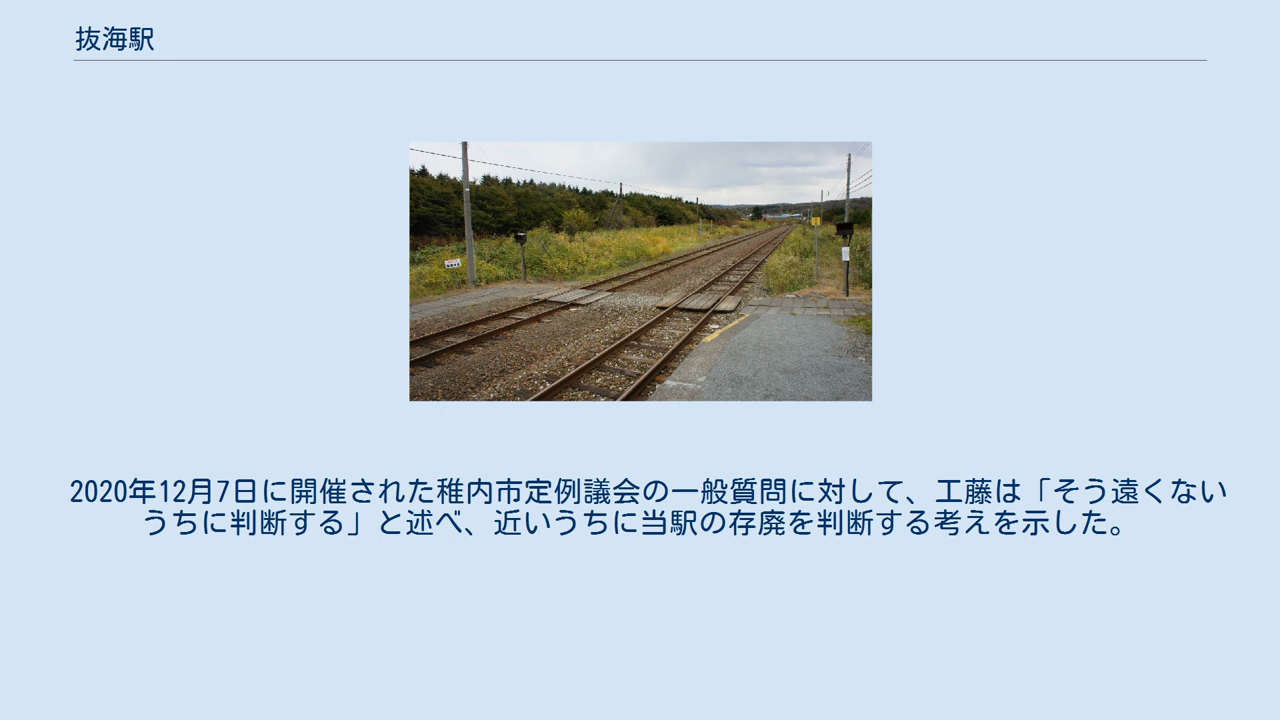 抜海駅
2020年12月7日に開催された稚内市定例議会の一般質問に対して、工藤は「そう遠くない
うちに判断する」と述べ、近いうちに当駅の存廃を判断する考えを示した。